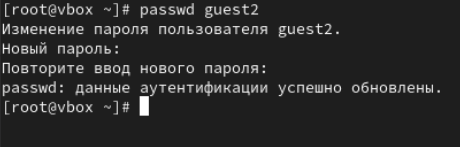 [root@vbox ~]# passwd guest2
Изменение пароля пользователя guest2.
Новый пароль:
Повторите ввод нового пароля:
passwd: данные аутентификации успешно обновлены.
[root@vbox ~]#